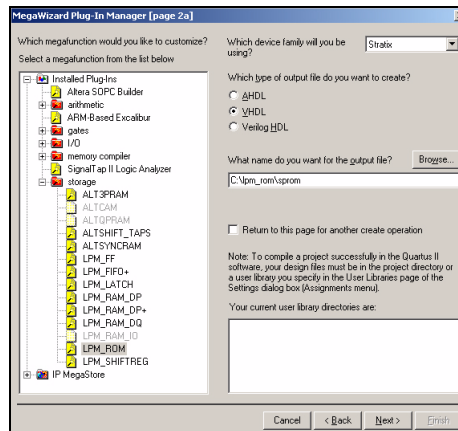 MegaWizard Plug-In Manager [page 2a]
Which megafunction would you like to customize?
Select a megafunction from the list below
Installed Plug-Ins
Altera SOPC Builder
arithmetic
ARM-Based Excalibur
gates
I/O
memory compiler
SignalTap II Logic Analyzer
storage
ALT3PRAM
ALTCAM
ALTQPRAM
ALTSHIFT_TAPS
ALTSYNCRAM
LPM_FF
LPM_FIFO+
LPM_LATCH
LPM_RAM_DP
LPM_RAM_DP+
LPM_RAM_DQ
LPM_RAM_IO
LPM_ROM
LPM_SHIFTREG
IP MegaStore
Which device family will you be
using?
Stratix
Which type of output file do you want to create?
AHDL
VHDL
Verilog HDL
What name do you want for the output file?
Browse...
C:\lpm_rom\sprom
Return to this page for another create operation
Note: To compile a project successfully in the Quartus II
software, your design files must be in the project directory or
a user library you specify in the User Libraries page of the
Settings dialog box (Assignments menu).
Your current user library directories are:
Cancel
< Back
Next >
Finish